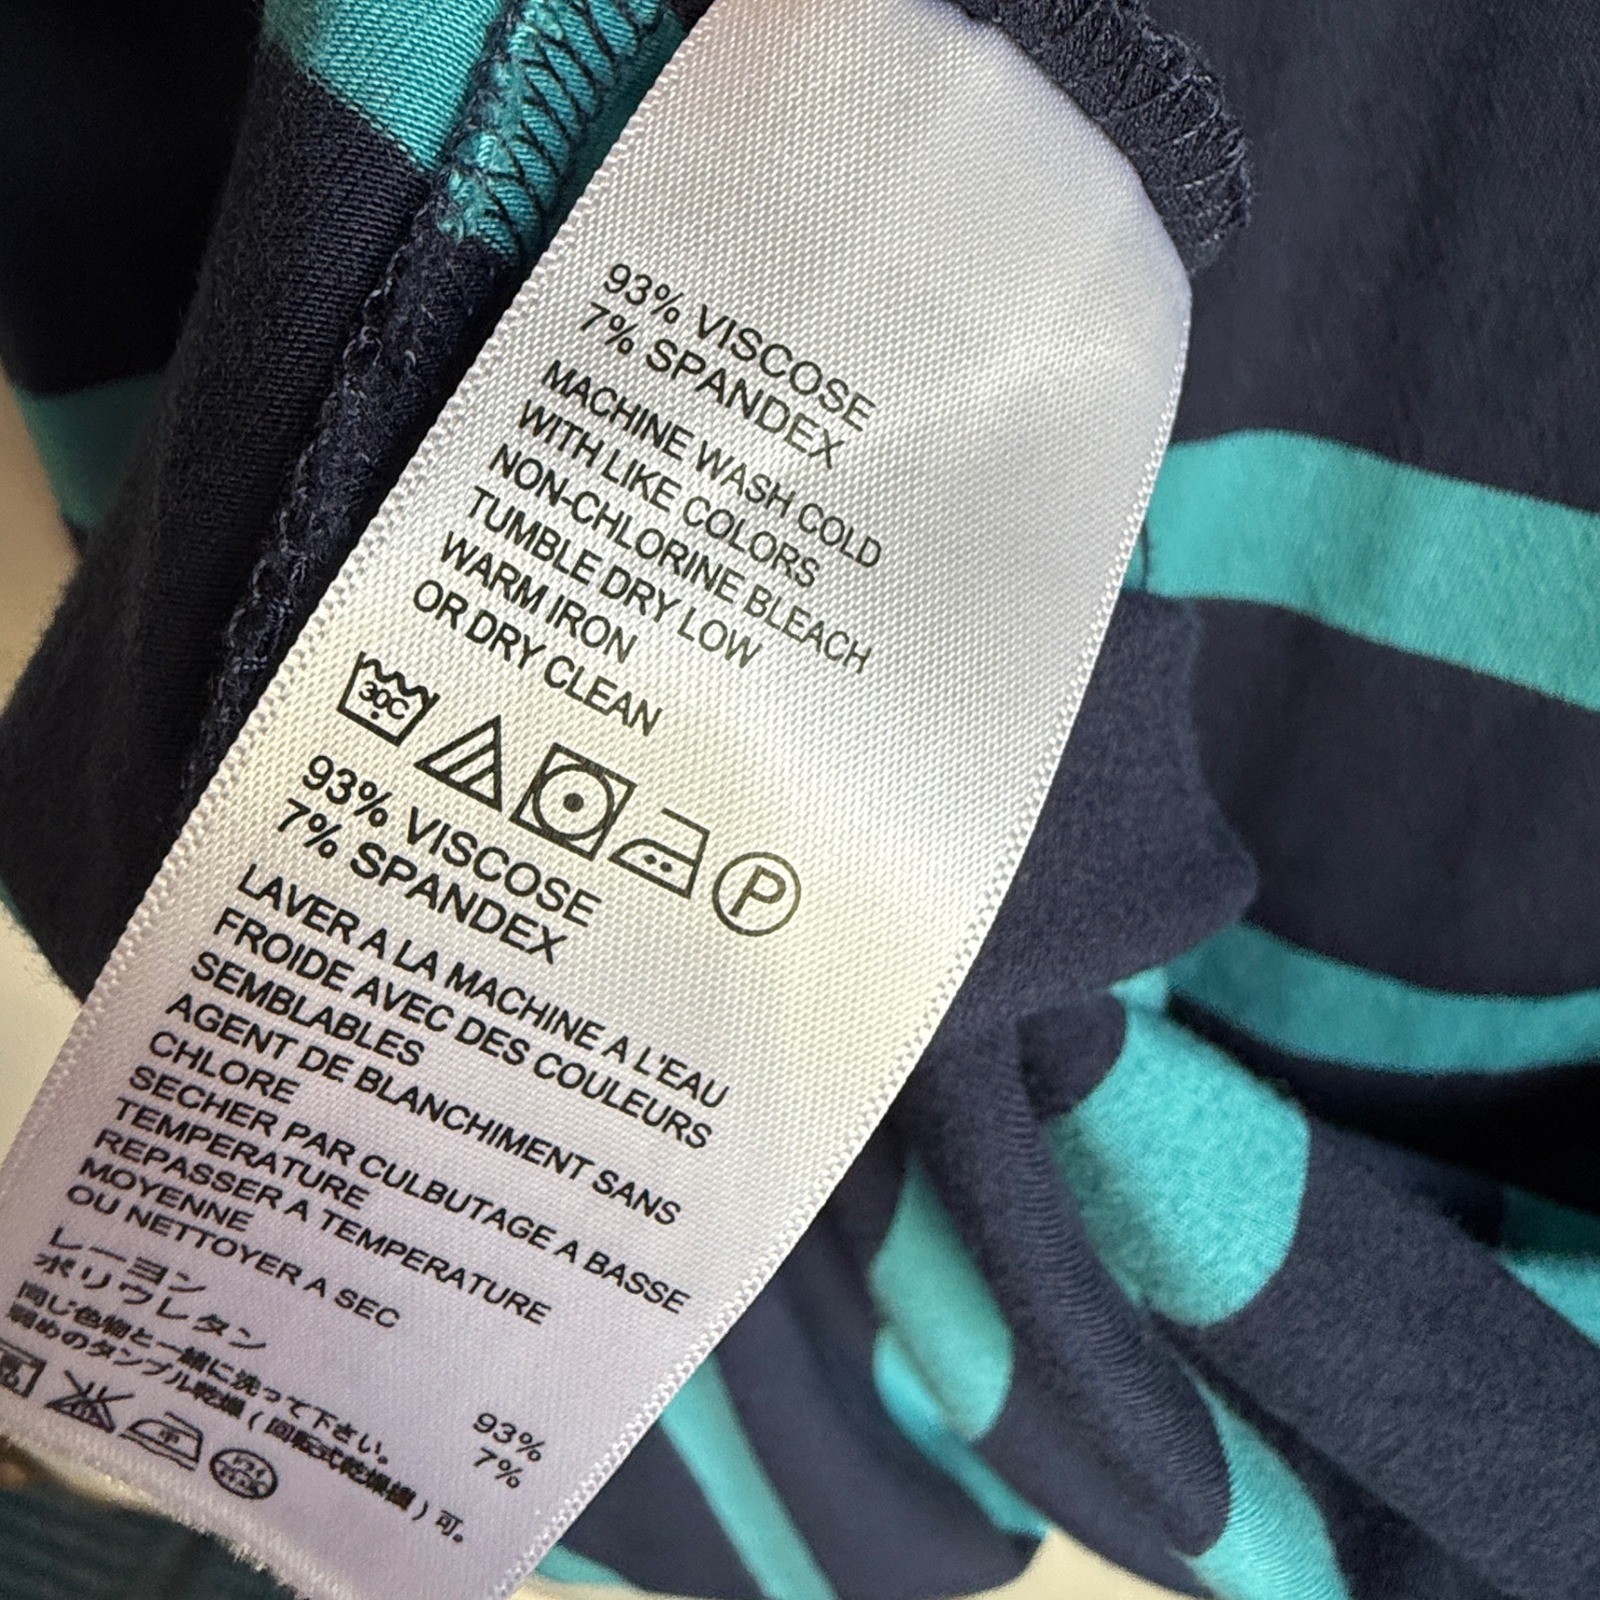 93% VISCOSE
7% SPANDEX
MACHINE WASH COLD
WITH LIKE COLORS
NON-CHLORINE BLEACH
TUMBLE DRY LOW
WARM IRON
OR DRY CLEAN
30C P
93% VISCOSE
7% SPANDEX
LAVER A LA MACHINE A L'EAU
FROIDE AVEC DES COULEURS
SEMBLABLES
AGENT DE BLANCHIMENT SANS
CHLORE
SECHER PAR CULBUTAGE A BASSE
TEMPERATURE
REPASSER A TEMPERATURE
MOYENNE
OU NETTOYER A SEC
レーヨン 93%
ポリウレタン 7%
同じ色物と一緒に洗って下さい。
弱めのタンブル乾燥(回転式乾燥機)可。
中